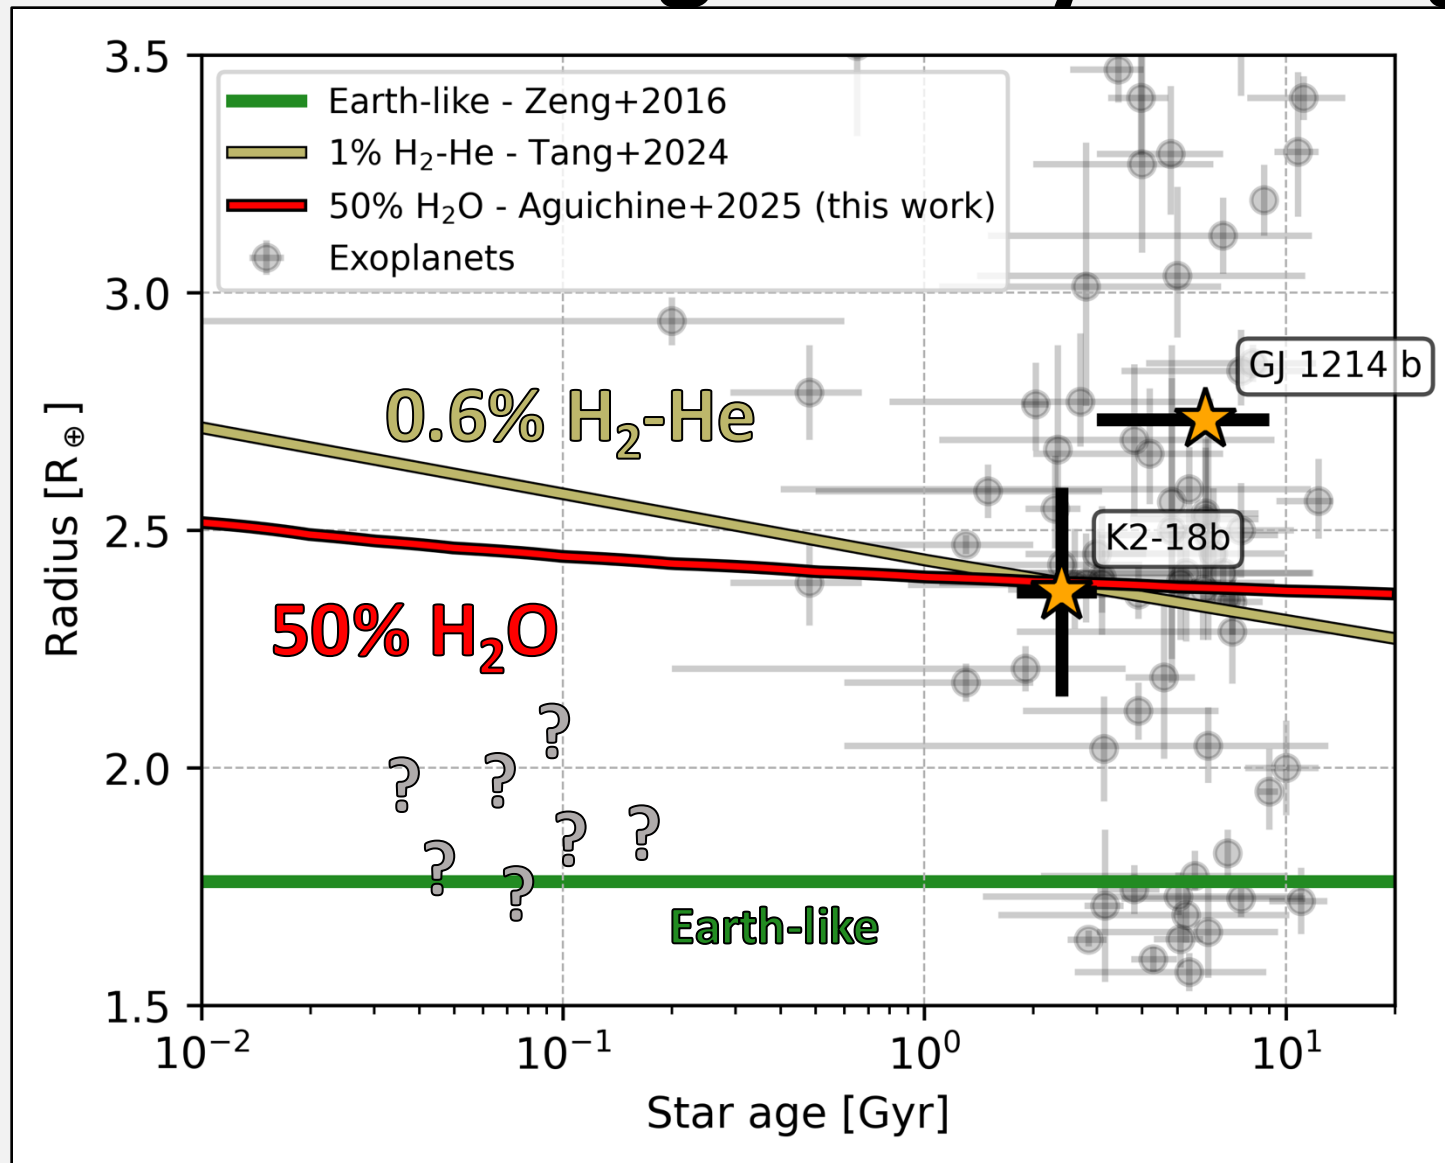 3.5
3.0
2.5
2.0
1.5
Radius [R⊕]
Earth-like - Zeng+2016
1% H₂-He - Tang+2024
50% H₂O - Aguichine+2025 (this work)
Exoplanets
GJ 1214 b
0.6% H₂-He
K2-18b
50% H₂O
?
? ?
? ?
? ?
Earth-like
10⁻² 10⁻¹ 10⁰ 10¹
Star age [Gyr]